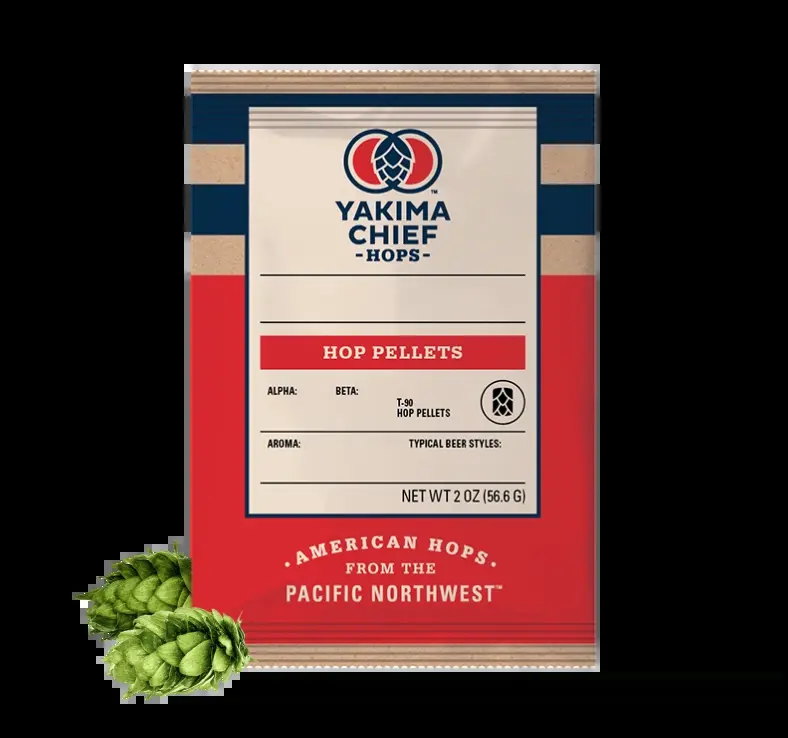 YAKIMA
CHIEF
-HOPS-
™
HOP PELLETS
ALPHA: BETA:
T-90
HOP PELLETS
AROMA: TYPICAL BEER STYLES:
NET WT 2 OZ (56.6 G)
·AMERICAN HOPS·
FROM THE
PACIFIC NORTHWEST™